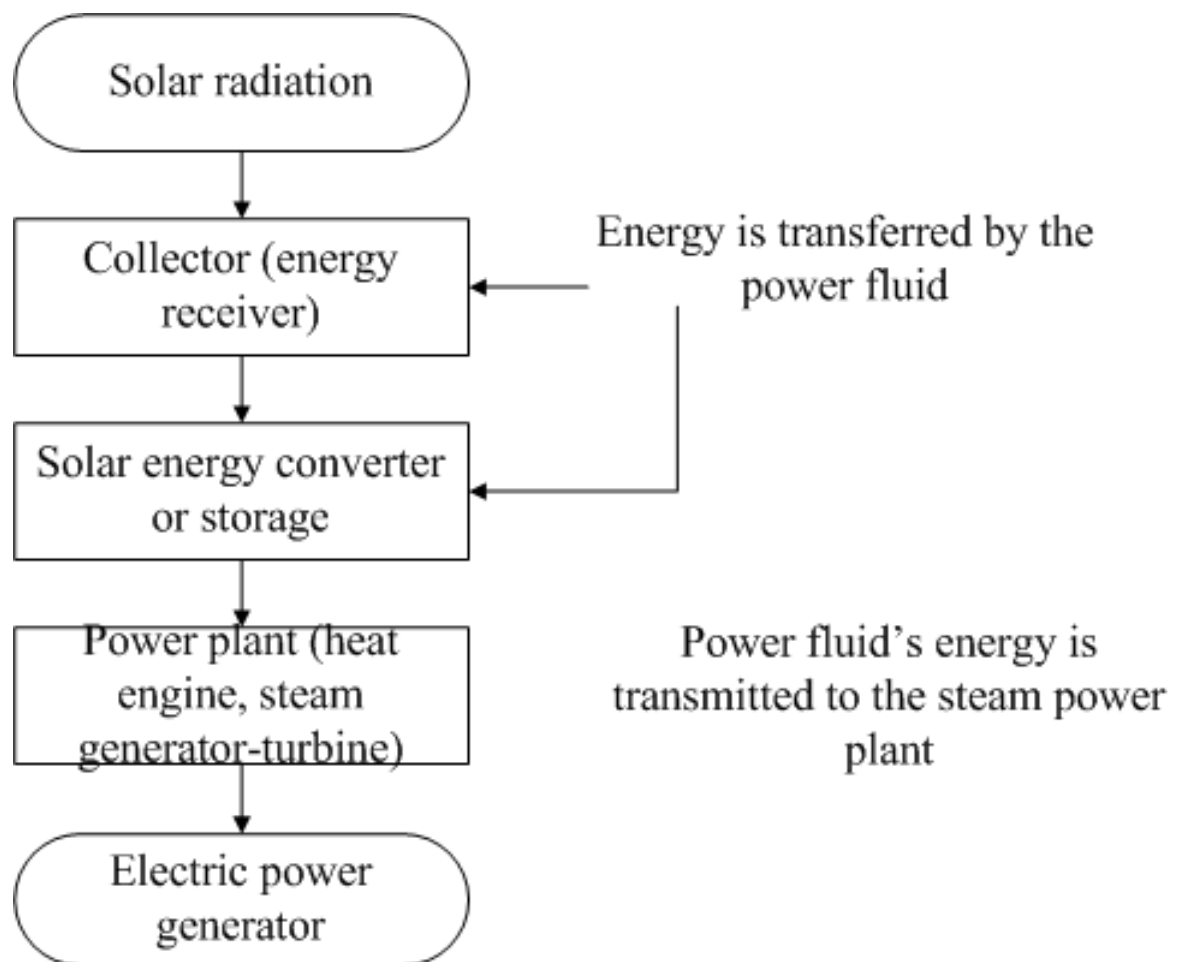 Solar radiation
Collector (energy
receiver)
Energy is transferred by the
power fluid
Solar energy converter
or storage
Power plant (heat
engine, steam
generator-turbine)
Power fluid’s energy is
transmitted to the steam power
plant
Electric power
generator